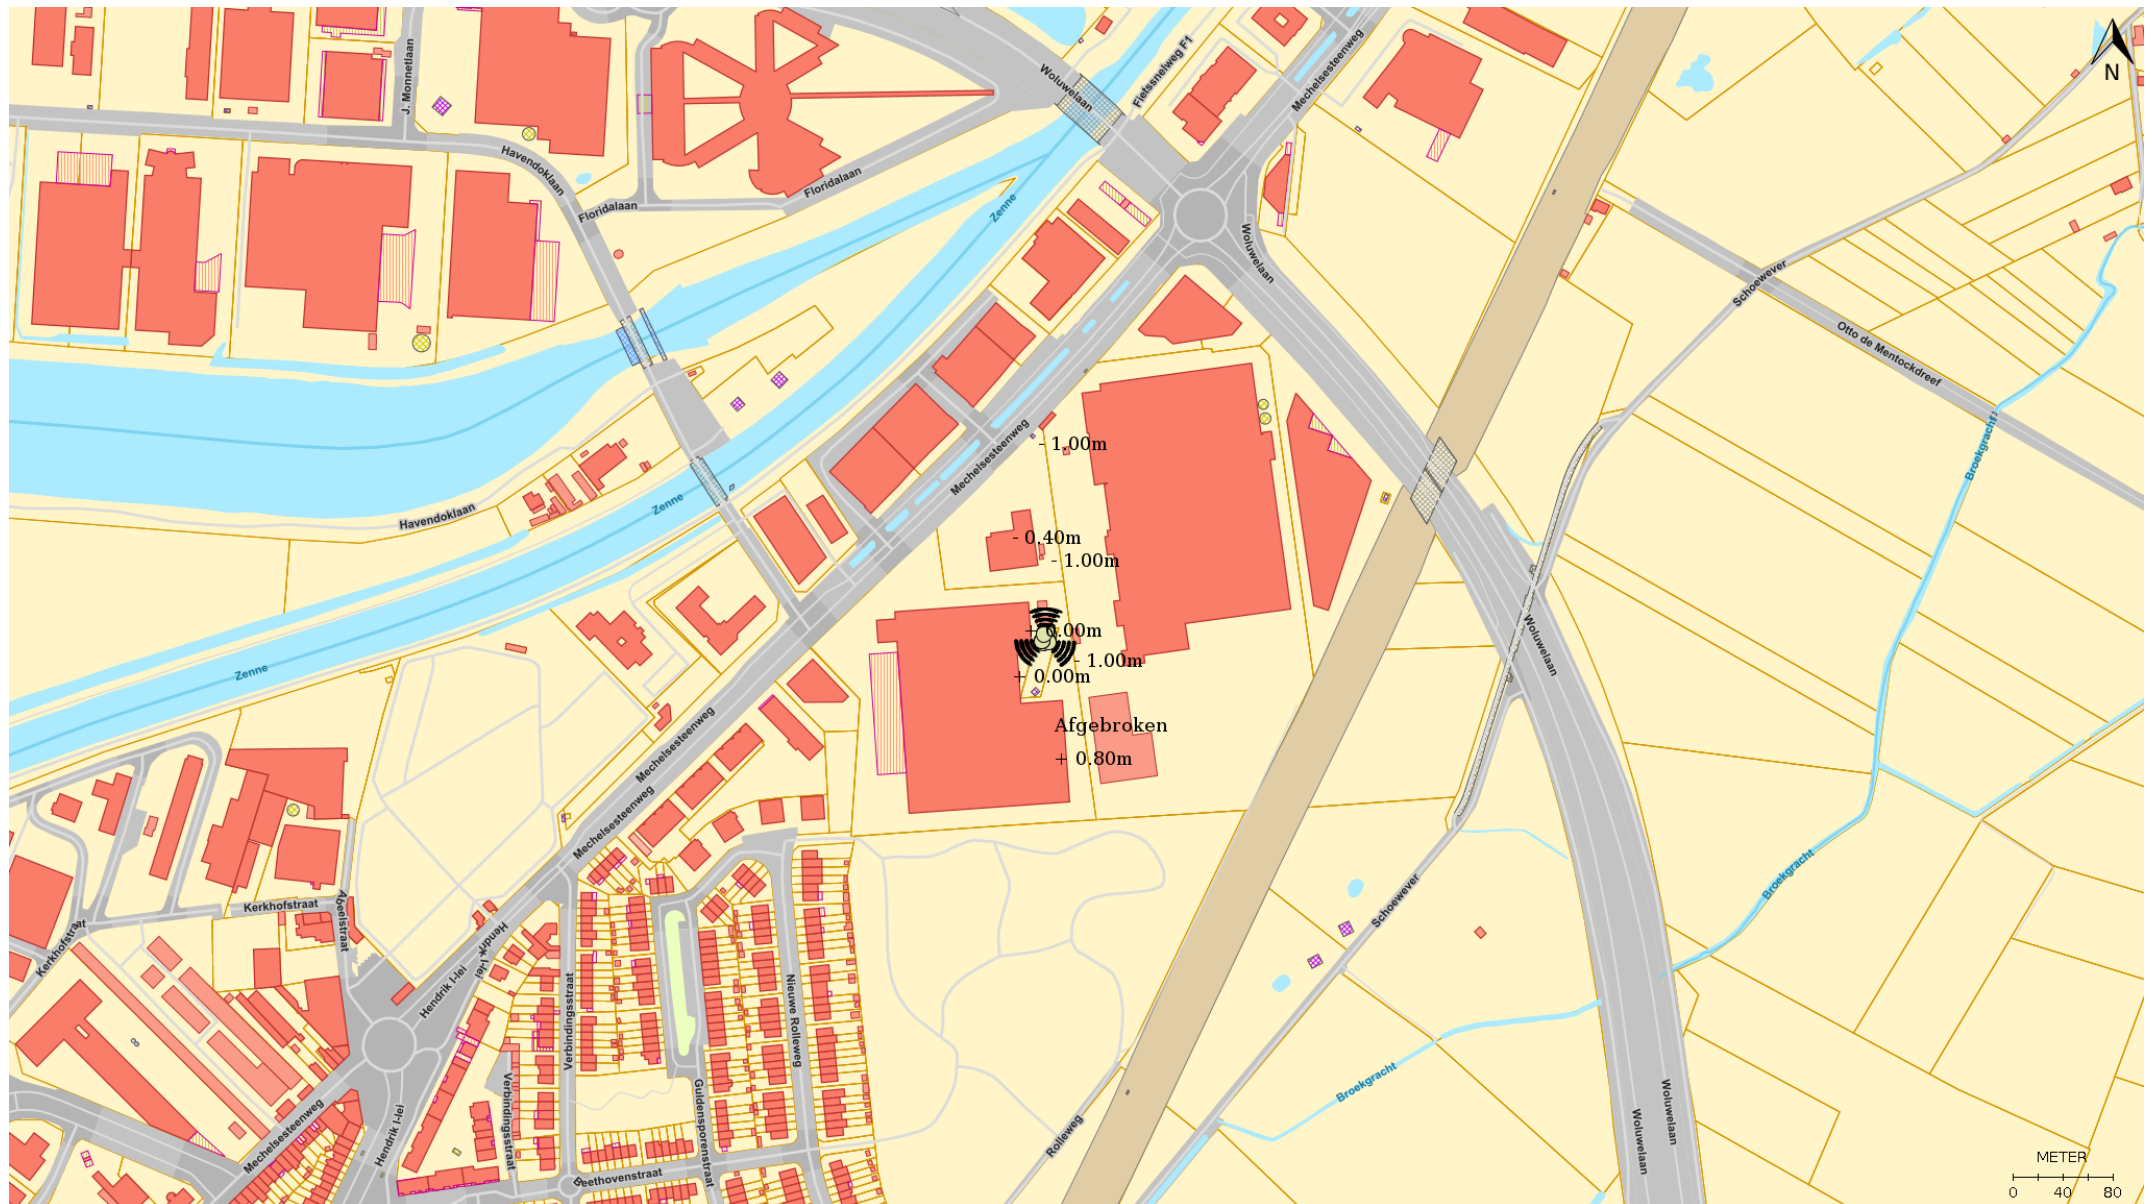 J. Monnetlaan
Woluwelaan
Fietssnelweg F1
Mechelsesteenweg
N
Havendoklaan
Floridalaan
Floridalaan
Zenne
Woluwelaan
Schoewever
Otto de Mentockdreef
Mechelsesteenweg
- 1.00m
Broekgracht
Havendoklaan
Zenne
- 0.40m
- 1.00m
+ 6.00m
Woluwelaan
- 1.00m
Zenne
+ 0.00m
Afgebroken
Mechelsesteenweg
+ 0.80m
Mechelsesteenweg
Broekgracht
Kerkhofstraat
Abeelstraat
Schoewever
Kerkhofstraat
Hendrik I-lei
Hendrik I-lei
Verbindingsstraat
Nieuwe Rolleweg
Broekgracht
Verbindingsstraat
Guldensporenstraat
Woluwelaan
Woluwelaan
Mechelsesteenweg
Hendrik I-lei
Rolleweg
Beethovenstraat
METER
0 40 80